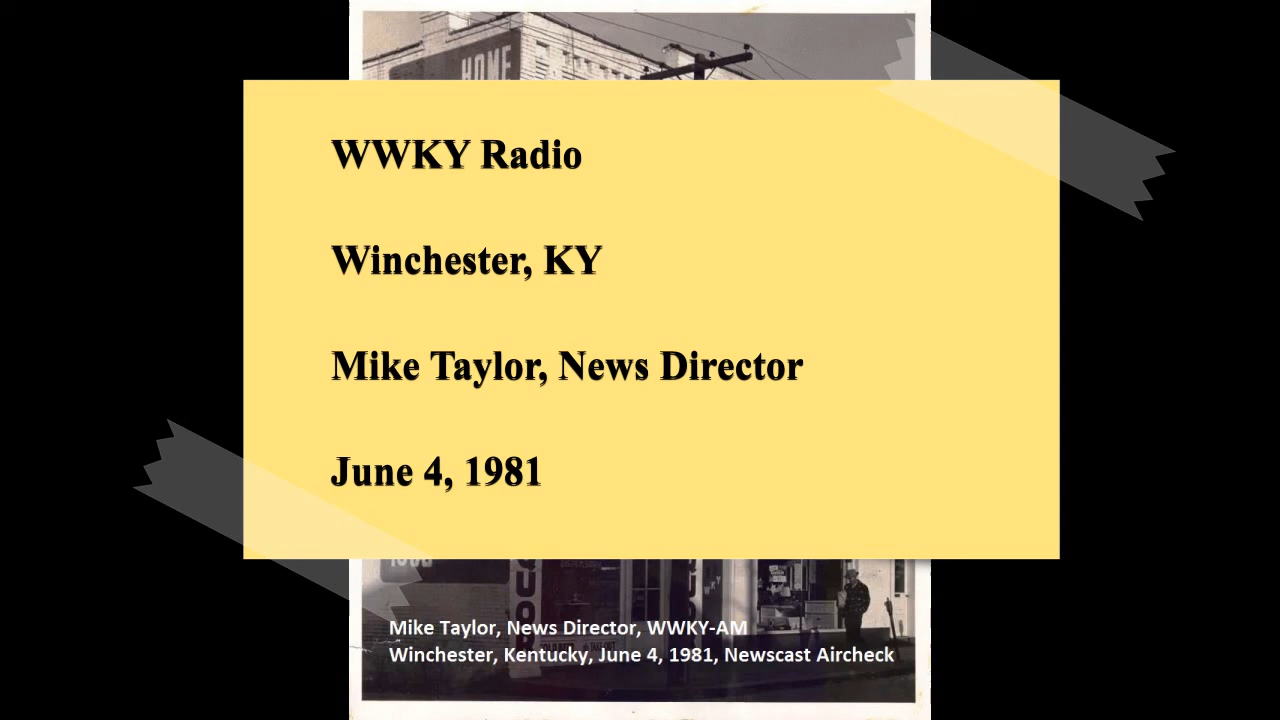 HOME
WWKY Radio
Winchester, KY
Mike Taylor, News Director
June 4, 1981
Mike Taylor, News Director, WWKY-AM
Winchester, Kentucky, June 4, 1981, Newscast Aircheck